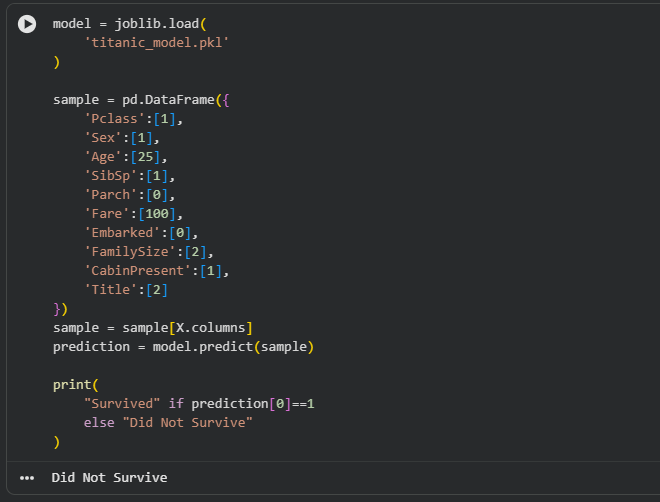 model = joblib.load(
    'titanic_model.pkl'
)

sample = pd.DataFrame({
    'Pclass':[1],
    'Sex':[1],
    'Age':[25],
    'SibSp':[1],
    'Parch':[0],
    'Fare':[100],
    'Embarked':[0],
    'FamilySize':[2],
    'CabinPresent':[1],
    'Title':[2]
})
sample = sample[X.columns]
prediction = model.predict(sample)

print(
    "Survived" if prediction[0]==1
    else "Did Not Survive"
)
Did Not Survive